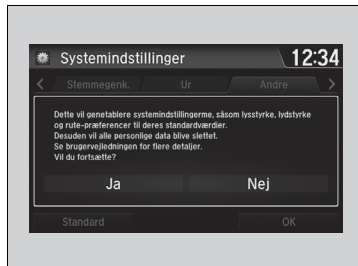 Systemindstillinger 12:34
Stemmegenk. Ur Andre
Dette vil genetablere systemindstillingerne, såsom lysstyrke, lydstyrke
og rute-præferencer til deres standardværdier.
Desuden vil alle personlige data blive slettet.
Se brugervejledningen for flere detaljer.
Vil du fortsætte?
Ja Nej
Standard OK